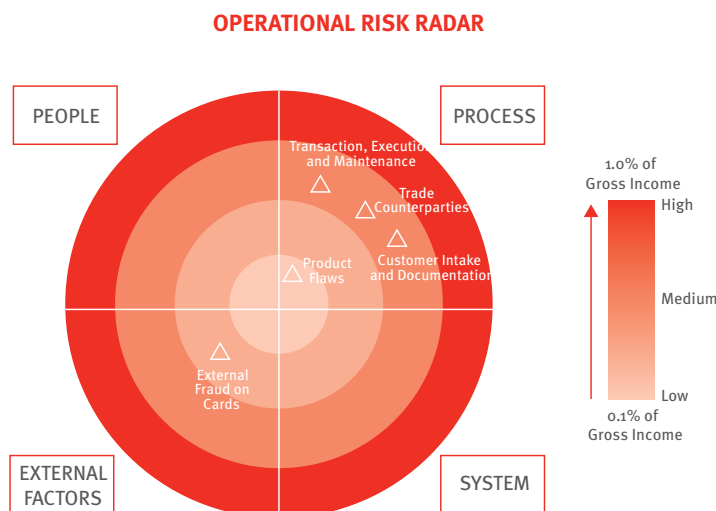 OPERATIONAL RISK RADAR
PEOPLE
PROCESS
Transaction, Execution
and Maintenance
Trade
Counterparties
Customer Intake
and Documentation
Product
Flaws
External
Fraud on
Cards
EXTERNAL
FACTORS
SYSTEM
1.0% of
Gross Income
High
Medium
Low
0.1% of
Gross Income